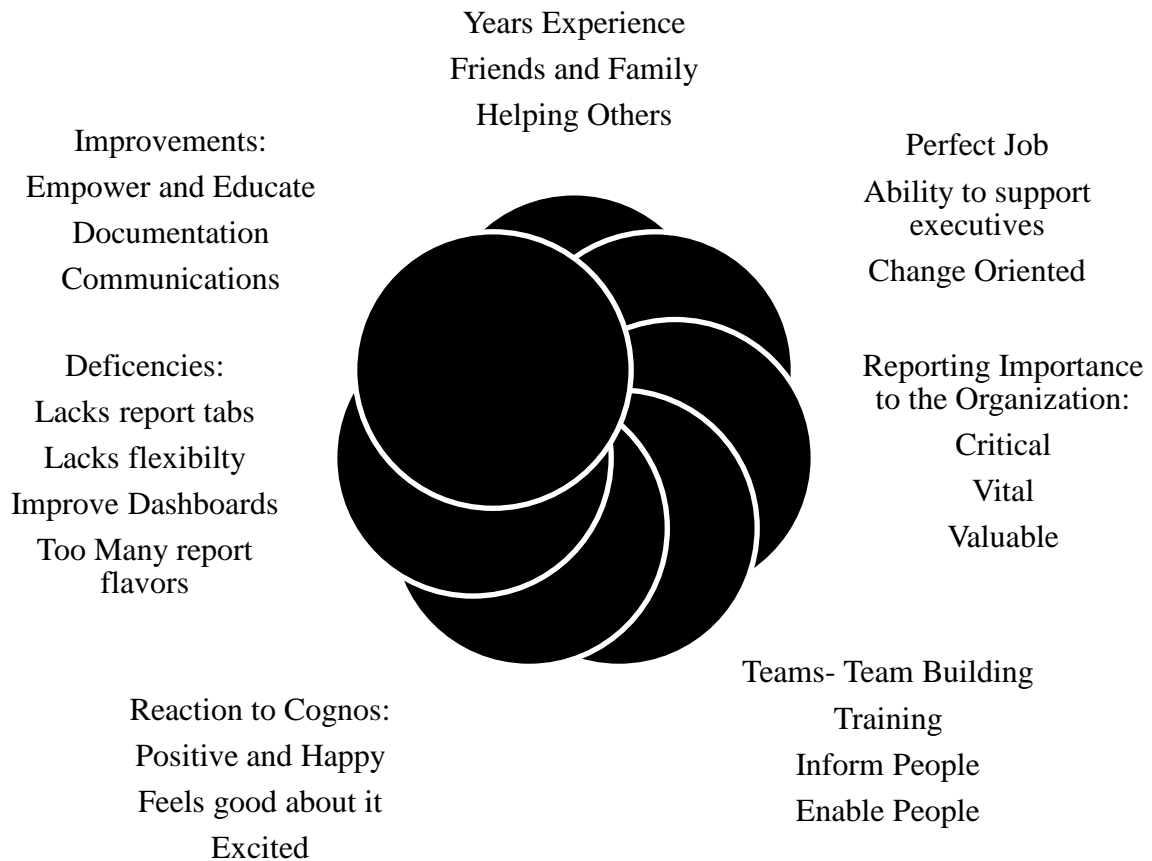 Years Experience
Friends and Family
Helping Others
Perfect Job
Ability to support
executives
Change Oriented
Reporting Importance
to the Organization:
Critical
Vital
Valuable
Teams- Team Building
Training
Inform People
Enable People
Reaction to Cognos:
Positive and Happy
Feels good about it
Excited
Deficencies:
Lacks report tabs
Lacks flexibilty
Improve Dashboards
Too Many report
flavors
Improvements:
Empower and Educate
Documentation
Communications